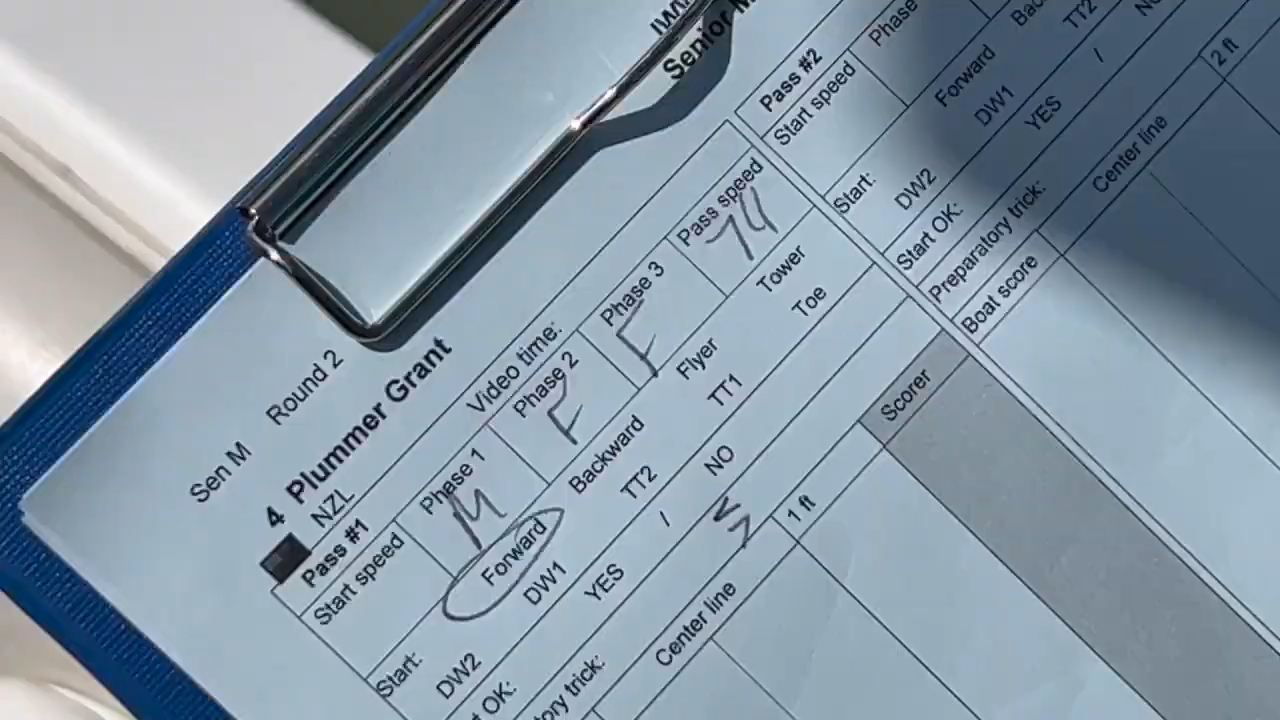 Sen M Round 2
4 Plummer Grant
NZL
Video time:
Pass #1
Start speed
Phase 1
M
Phase 2
F
Phase 3
F
Pass speed
74
Start: Forward Backward Flyer Tower
DW2 DW1 TT2 TT1 Toe
OK: YES / NO
trick:
Center line
1 ft
Scorer
Senior
Pass #2
Start speed
Phase
Start: Forward
DW2 DW1 TT2
Start OK: YES /
Preparatory trick:
Boat score
Center line
2 ft